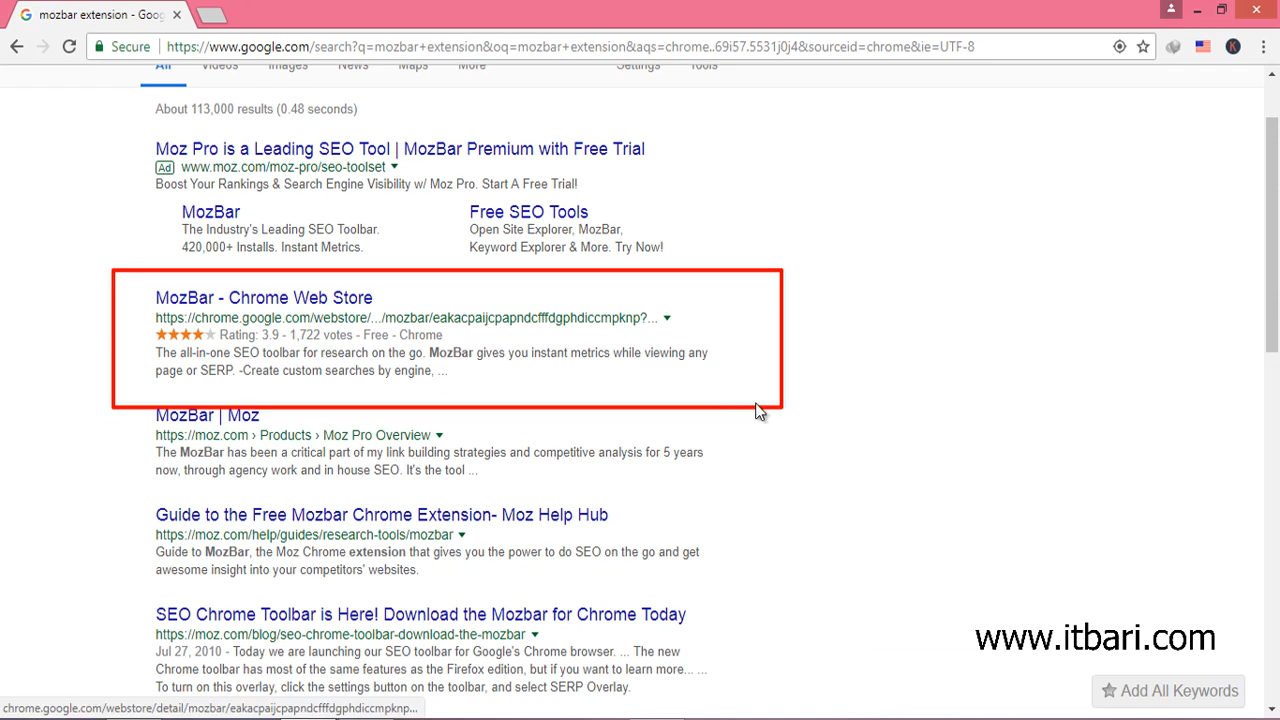 mozbar extension - Goog
Secure
https://www.google.com/search?q=mozbar+extension&oq=mozbar+extension&aqs=chrome..69i57.5531j0j4&sourceid=chrome&ie=UTF-8
All Videos Images News Maps More Settings Tools
About 113,000 results (0.48 seconds)
Moz Pro is a Leading SEO Tool | MozBar Premium with Free Trial
Ad www.moz.com/moz-pro/seo-toolset
Boost Your Rankings & Search Engine Visibility w/ Moz Pro. Start A Free Trial!
MozBar
The Industry's Leading SEO Toolbar.
420,000+ Installs. Instant Metrics.
Free SEO Tools
Open Site Explorer, MozBar,
Keyword Explorer & More. Try Now!
MozBar - Chrome Web Store
https://chrome.google.com/webstore/.../mozbar/eakacpaijcpapndcfffdgphdiccmpknp?...
Rating: 3.9 - 1,722 votes - Free - Chrome
The all-in-one SEO toolbar for research on the go. MozBar gives you instant metrics while viewing any
page or SERP. -Create custom searches by engine, ...
MozBar | Moz
https://moz.com › Products › Moz Pro Overview
The MozBar has been a critical part of my link building strategies and competitive analysis for 5 years
now, through agency work and in house SEO. It's the tool ...
Guide to the Free Mozbar Chrome Extension- Moz Help Hub
https://moz.com/help/guides/research-tools/mozbar
Guide to MozBar, the Moz Chrome extension that gives you the power to do SEO on the go and get
awesome insight into your competitors' websites.
SEO Chrome Toolbar is Here! Download the Mozbar for Chrome Today
https://moz.com/blog/seo-chrome-toolbar-download-the-mozbar
Jul 27, 2010 - Today we are launching our SEO toolbar for Google's Chrome browser. ... The new
Chrome toolbar has most of the same features as the Firefox edition, but if you want to learn more... ...
To turn on this overlay, click the settings button on the toolbar, and select SERP Overlay.
www.itbari.com
Add All Keywords
chrome.google.com/webstore/detail/mozbar/eakacpaijcpapndcfffdgphdiccmpknp...